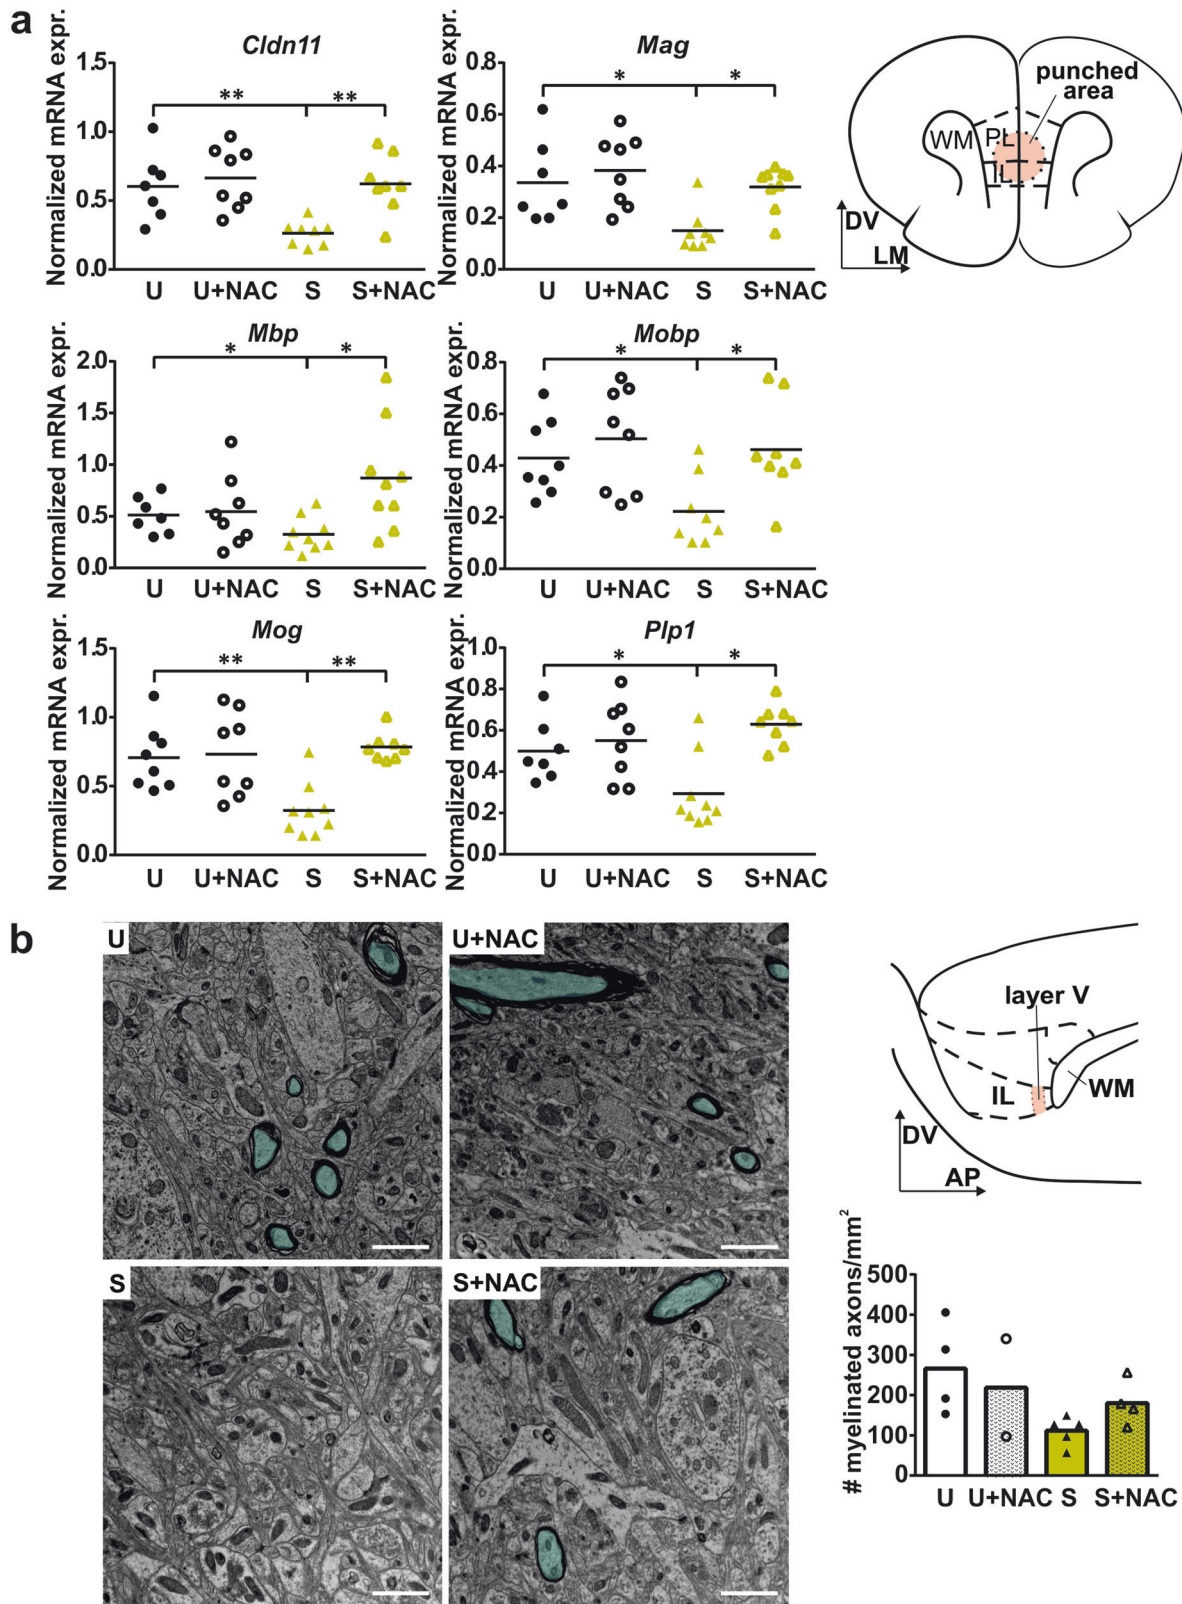 a
Cldn11
Normalized mRNA expr.
1.5
1.0
0.5
0.0
** **
U U+NAC S S+NAC
Mag
Normalized mRNA expr.
0.8
0.6
0.4
0.2
0.0
* *
U U+NAC S S+NAC
punched
area
WM
PL
IL
DV
LM
Mbp
Normalized mRNA expr.
2.0
1.5
1.0
0.5
0.0
* *
U U+NAC S S+NAC
Mobp
Normalized mRNA expr.
0.8
0.6
0.4
0.2
0.0
* *
U U+NAC S S+NAC
Mog
Normalized mRNA expr.
1.5
1.0
0.5
0.0
** **
U U+NAC S S+NAC
Plp1
Normalized mRNA expr.
1.0
0.8
0.6
0.4
0.2
0.0
* *
U U+NAC S S+NAC
b
U
U+NAC
S
S+NAC
layer V
IL
WM
DV
AP
# myelinated axons/mm²
500
400
300
200
100
0
U U+NAC S S+NAC